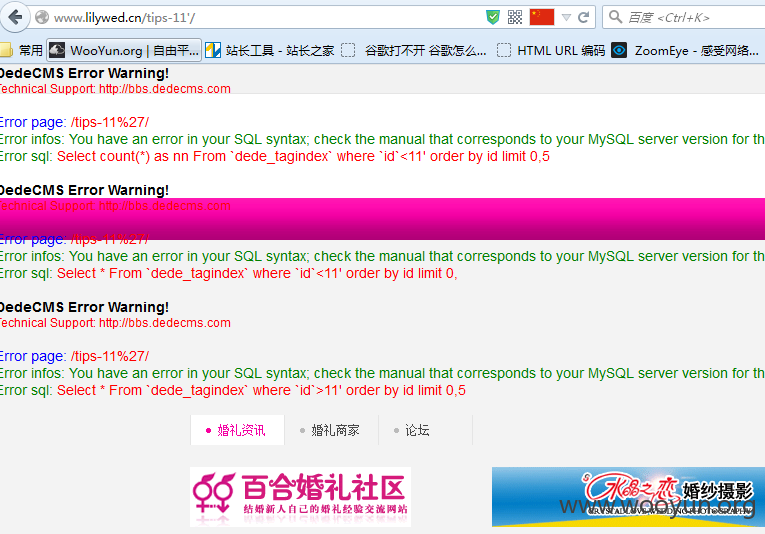 www.lilywed.cn/tips-11'/
百度 <Ctrl+K>
常用 WooYun.org | 自由平... 站长工具 - 站长之家 谷歌打不开 谷歌怎么... HTML URL 编码 ZoomEye - 感受网络...
DedeCMS Error Warning!
Technical Support: http://bbs.dedecms.com
Error page: /tips-11%27/
Error infos: You have an error in your SQL syntax; check the manual that corresponds to your MySQL server version for th
Error sql: Select count(*) as nn From `dede_tagindex` where `id`<11' order by id limit 0,5
DedeCMS Error Warning!
Technical Support: http://bbs.dedecms.com
Error page: /tips-11%27/
Error infos: You have an error in your SQL syntax; check the manual that corresponds to your MySQL server version for th
Error sql: Select * From `dede_tagindex` where `id`<11' order by id limit 0,
DedeCMS Error Warning!
Technical Support: http://bbs.dedecms.com
Error page: /tips-11%27/
Error infos: You have an error in your SQL syntax; check the manual that corresponds to your MySQL server version for th
Error sql: Select * From `dede_tagindex` where `id`>11' order by id limit 0,5
婚礼资讯 婚礼商家 论坛
百合婚礼社区
结婚新人自己的婚礼经验交流网站
水晶之恋 婚纱摄影
CRYSTAL LOVE WEDDING PHOTOGRAPHY
www.wooyun.org